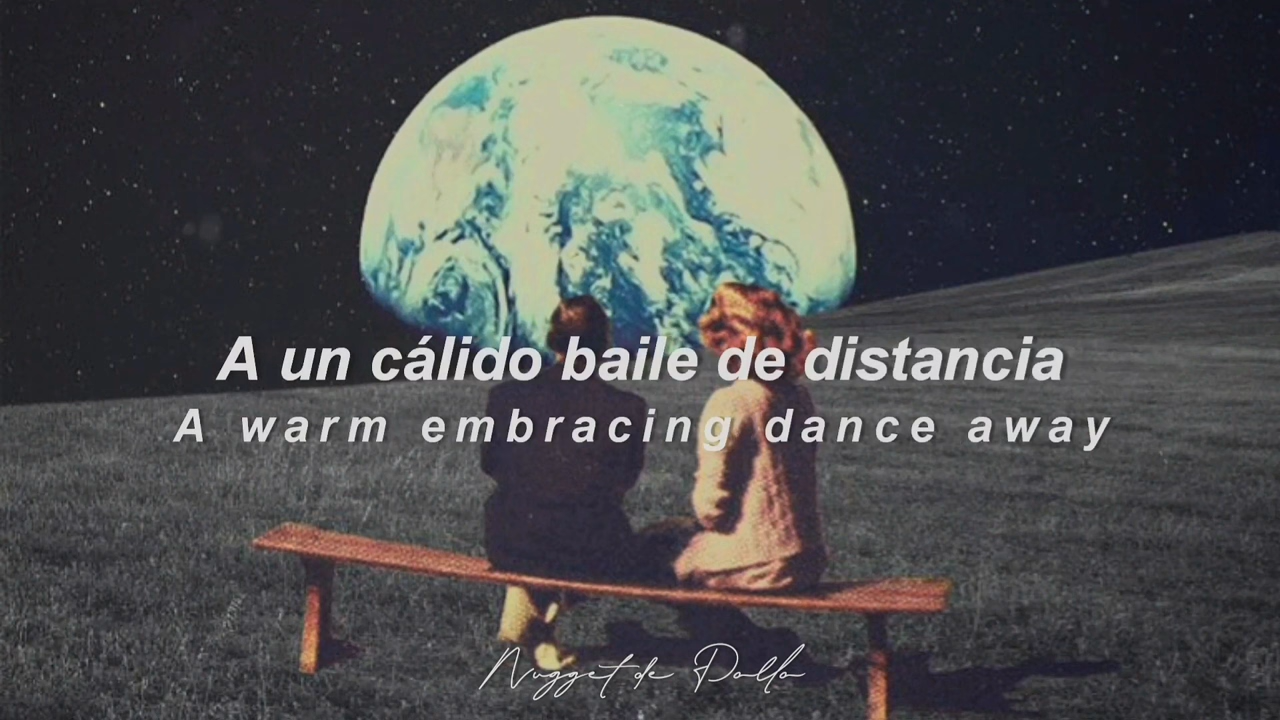 A un cálido baile de distancia
A warm embracing dance away
Nugget de Pollo